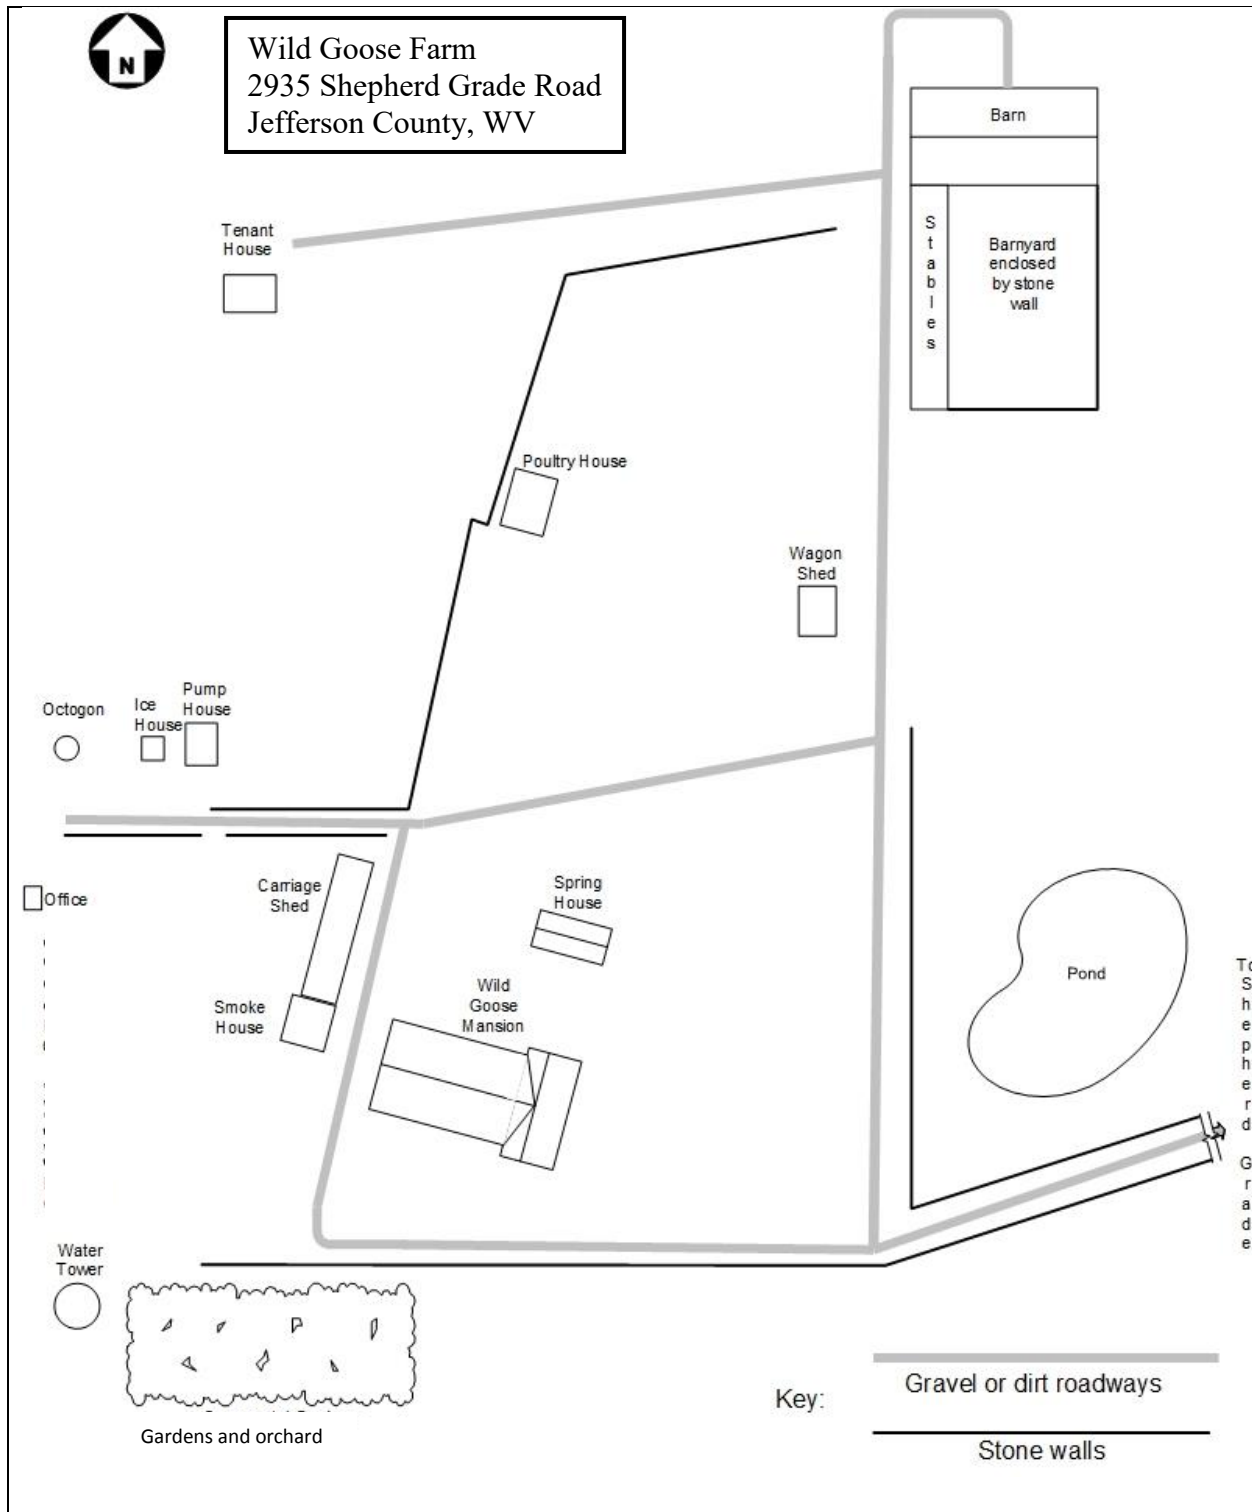 N
Wild Goose Farm
2935 Shepherd Grade Road
Jefferson County, WV
Barn
Tenant
House
S
t
a
b
l
e
s
Barnyard
enclosed
by stone
wall
Poultry House
Wagon
Shed
Octogon
Ice
House
Pump
House
Carriage
Shed
Spring
House
Office
Pond
Wild
Goose
Mansion
Smoke
House
To
S
h
e
p
h
e
r
d
G
r
a
d
e
Water
Tower
Gardens and orchard
Key:
Gravel or dirt roadways
Stone walls